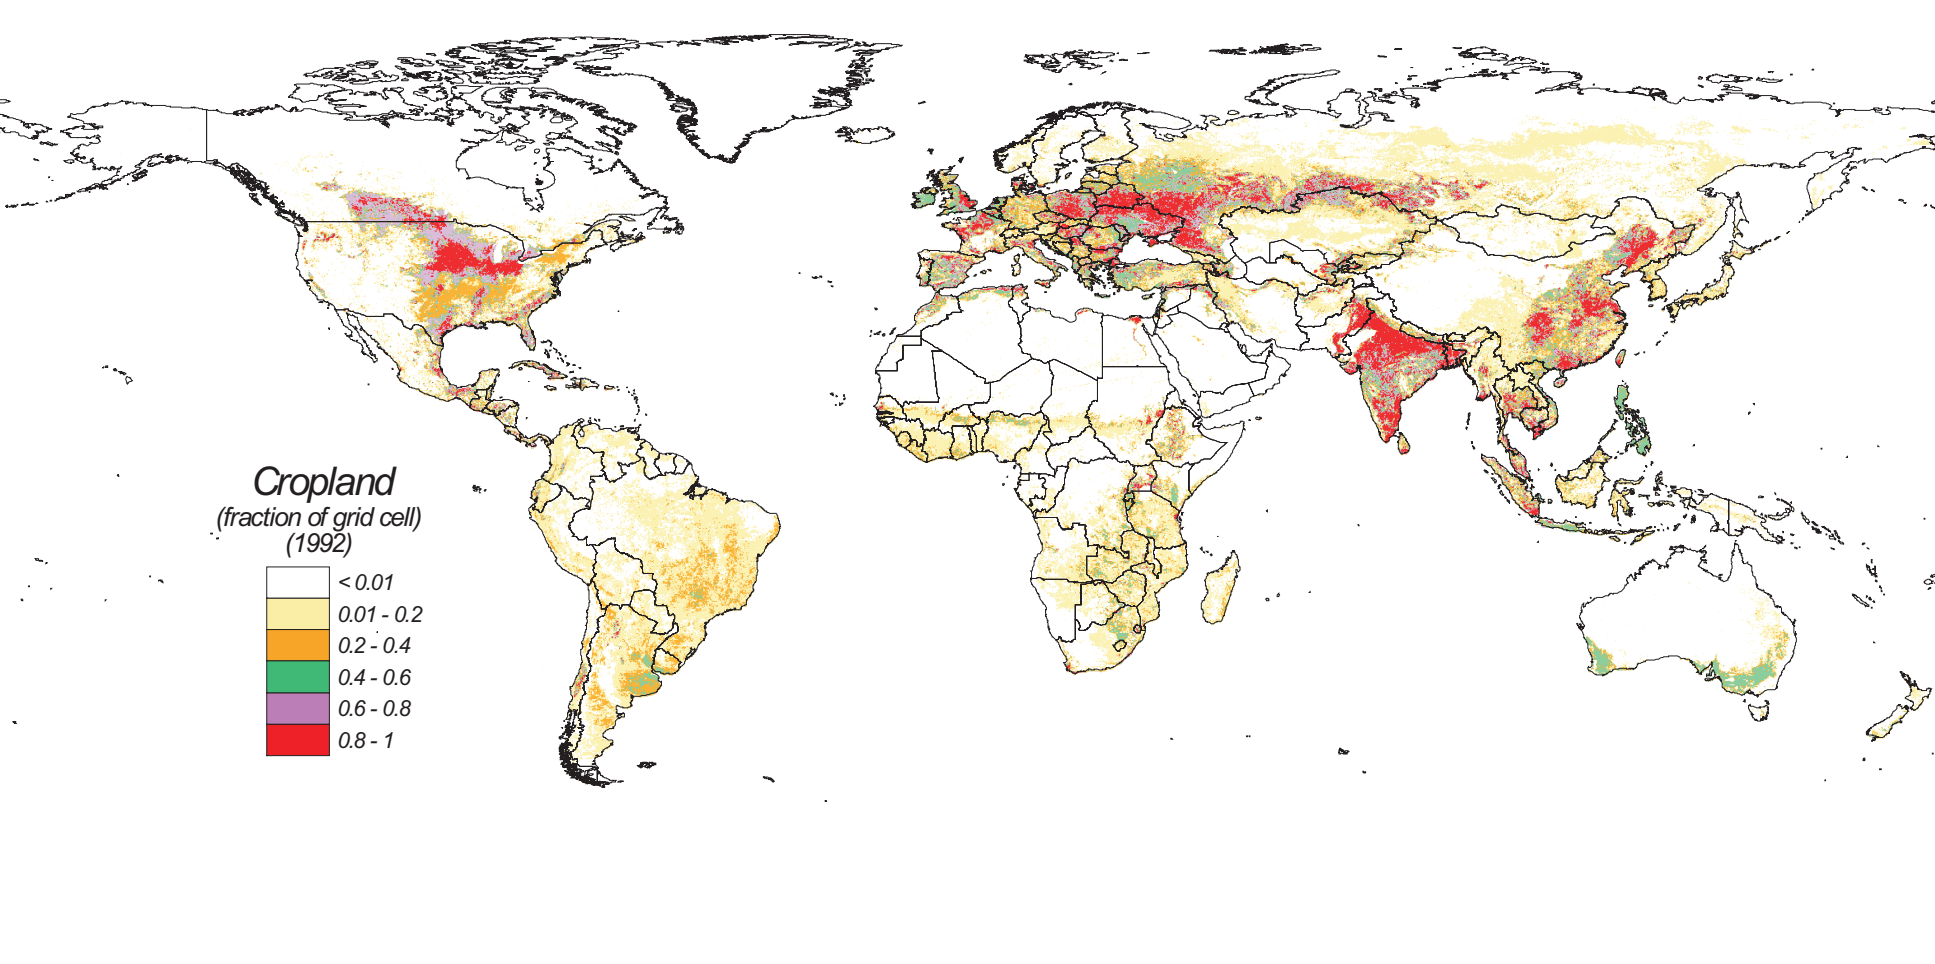 Cropland
(fraction of grid cell)
(1992)
< 0.01
0.01 - 0.2
0.2 - 0.4
0.4 - 0.6
0.6 - 0.8
0.8 - 1